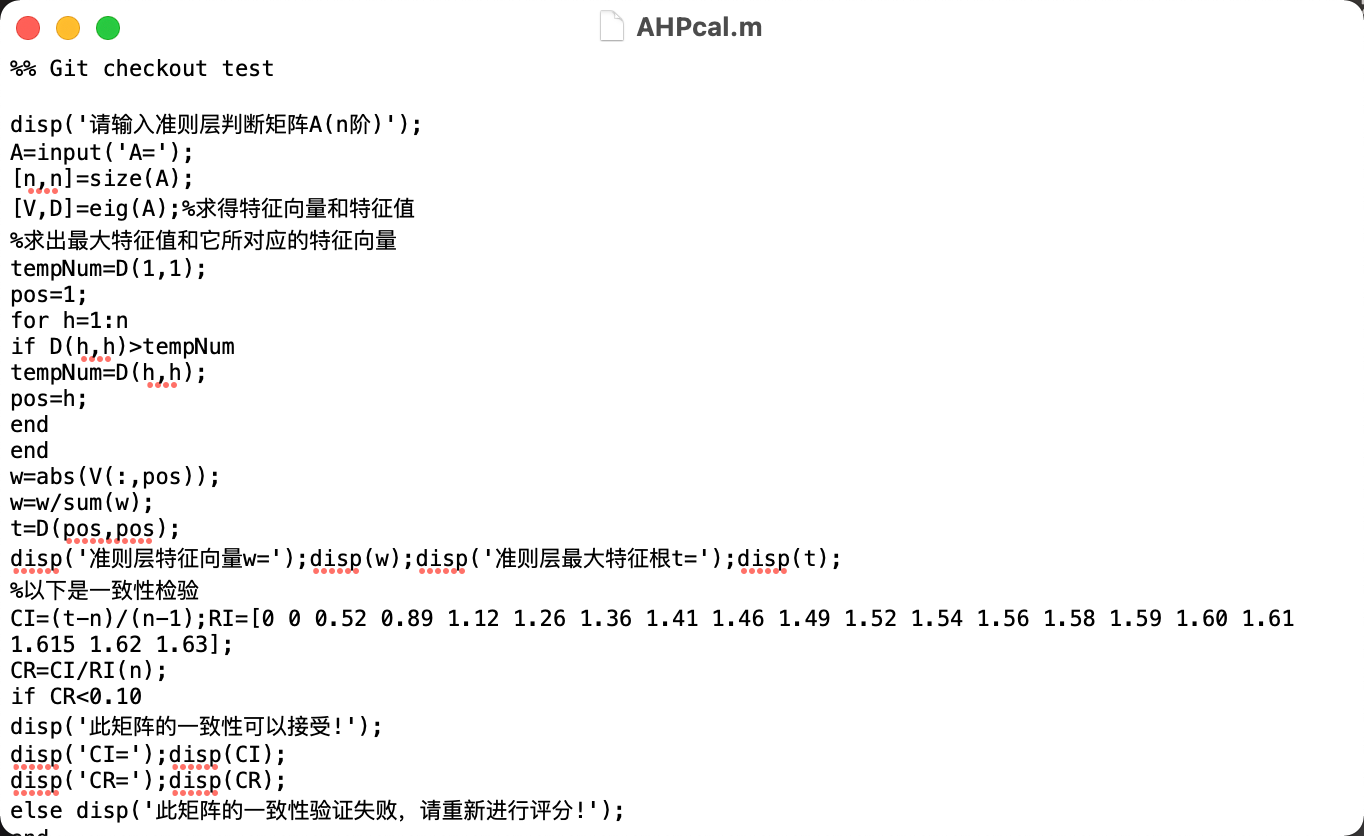 AHPcal.m
%% Git checkout test
disp('请输入准则层判断矩阵A(n阶)');
A=input('A=');
[n,n]=size(A);
[V,D]=eig(A);%求得特征向量和特征值
%求出最大特征值和它所对应的特征向量
tempNum=D(1,1);
pos=1;
for h=1:n
if D(h,h)>tempNum
tempNum=D(h,h);
pos=h;
end
end
w=abs(V(:,pos));
w=w/sum(w);
t=D(pos,pos);
disp('准则层特征向量w=');disp(w);disp('准则层最大特征根t=');disp(t);
%以下是一致性检验
CI=(t-n)/(n-1);RI=[0 0 0.52 0.89 1.12 1.26 1.36 1.41 1.46 1.49 1.52 1.54 1.56 1.58 1.59 1.60 1.61
1.615 1.62 1.63];
CR=CI/RI(n);
if CR<0.10
disp('此矩阵的一致性可以接受!');
disp('CI=');disp(CI);
disp('CR=');disp(CR);
else disp('此矩阵的一致性验证失败，请重新进行评分!');
end